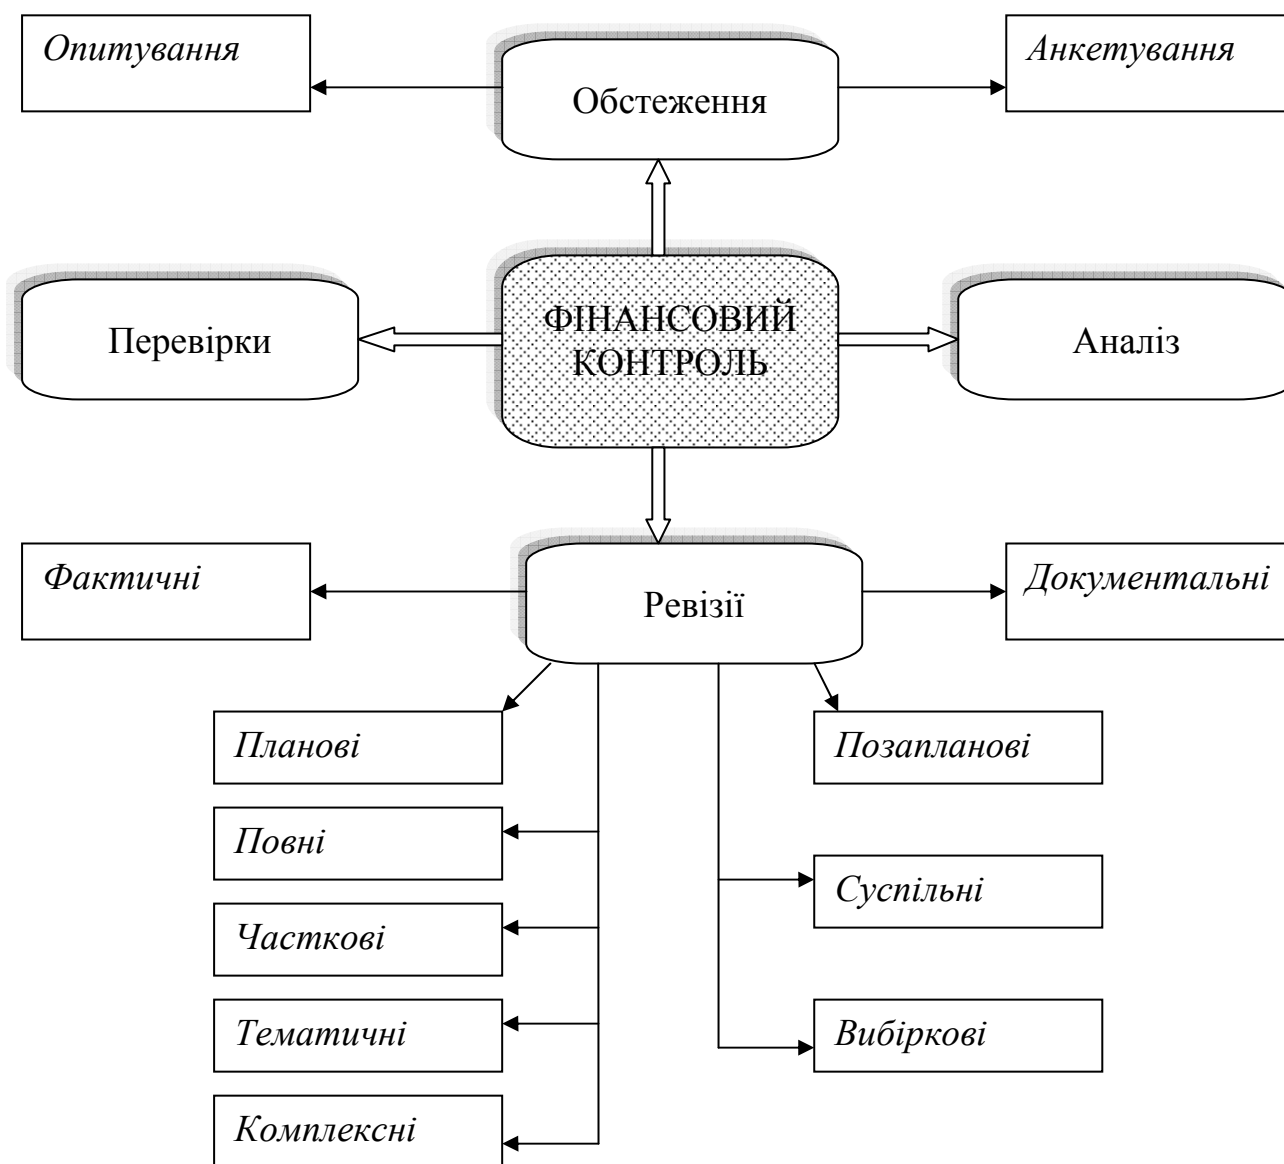 Опитування
Анкетування
Обстеження
Перевірки
ФІНАНСОВИЙ
КОНТРОЛЬ
Аналіз
Фактичні
Ревізії
Документальні
Планові
Позапланові
Повні
Суспільні
Часткові
Тематичні
Вибіркові
Комплексні